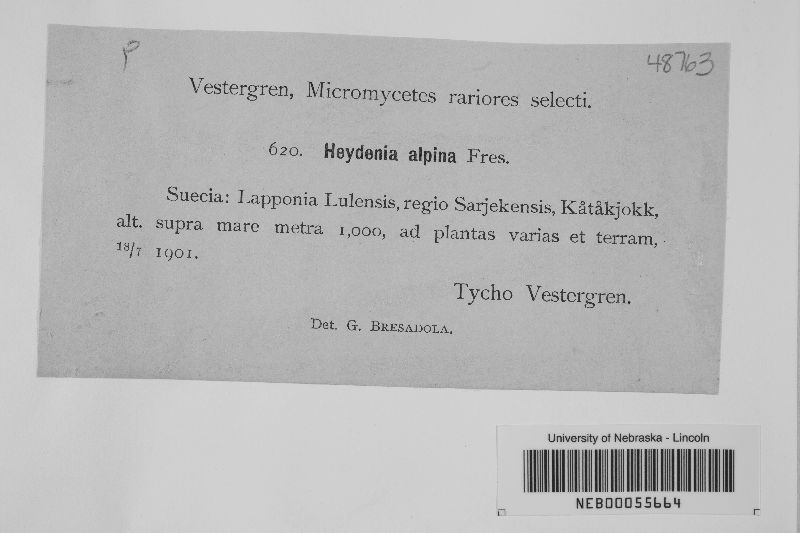 P
48763
Vestergren, Micromycetes rariores selecti.
620. Heydenia alpina Fres.
Suecia: Lapponia Lulensis, regio Sarjekensis, Kåtåkjokk,
alt. supra mare metra 1,000, ad plantas varias et terram,
18/7 1901.
Tycho Vestergren.
Det. G. BRESADOLA.
University of Nebraska - Lincoln
NEB00055664